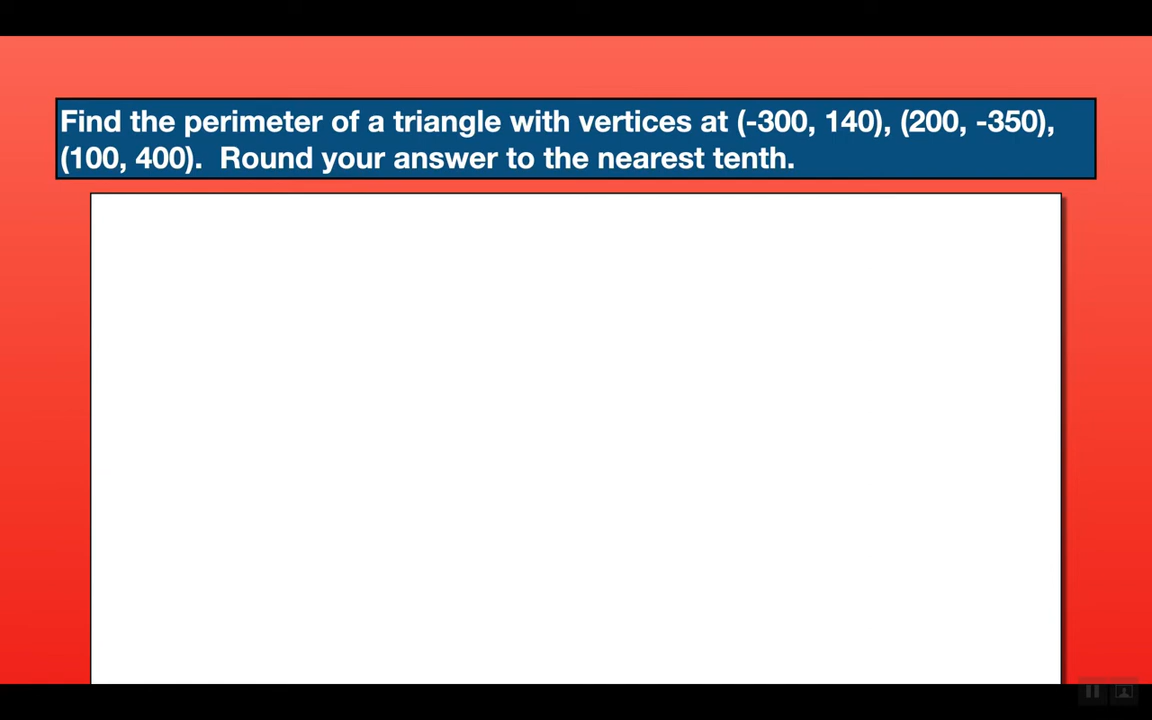 Find the perimeter of a triangle with vertices at (-300, 140), (200, -350),
(100, 400).  Round your answer to the nearest tenth.